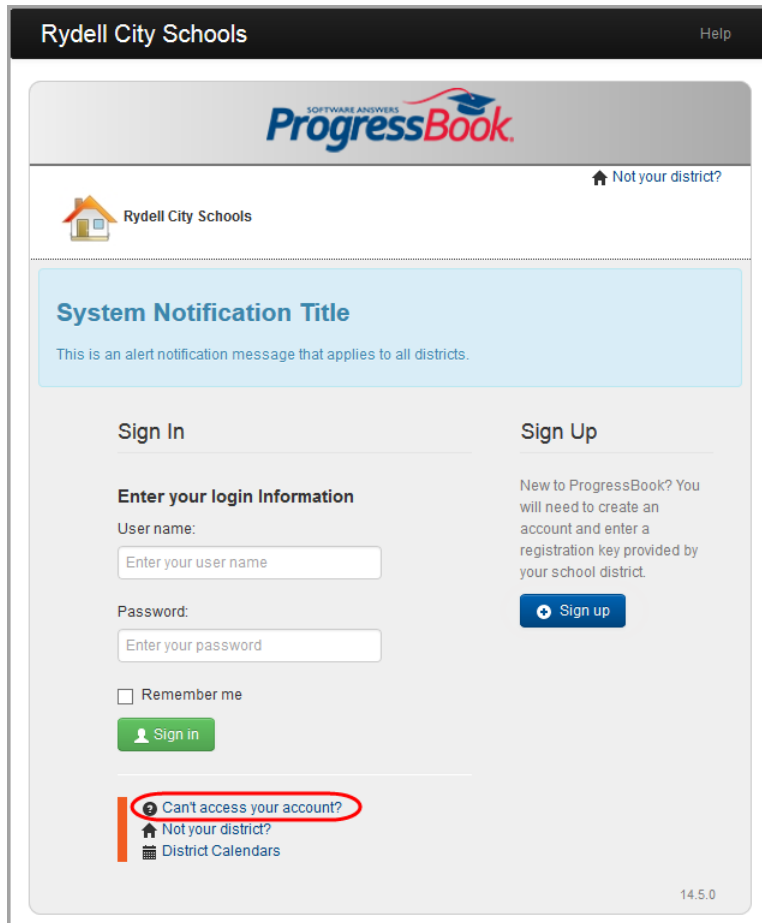 Rydell City Schools
Help
SOFTWARE ANSWERS
ProgressBook®
Not your district?
Rydell City Schools
System Notification Title
This is an alert notification message that applies to all districts.
Sign In
Enter your login Information
User name:
Enter your user name
Password:
Enter your password
Remember me
Sign in
Can't access your account?
Not your district?
District Calendars
Sign Up
New to ProgressBook? You
will need to create an
account and enter a
registration key provided by
your school district.
Sign up
14.5.0